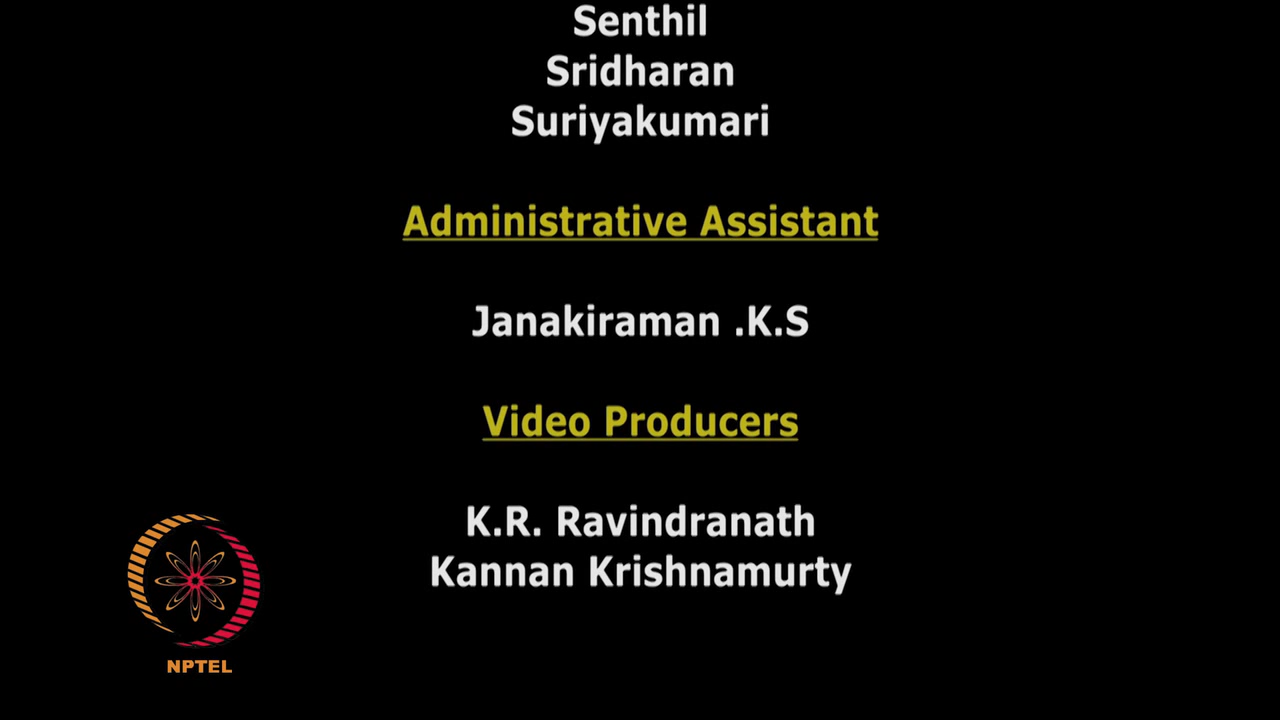 Senthil
Sridharan
Suriyakumari
Administrative Assistant
Janakiraman .K.S
Video Producers
K.R. Ravindranath
Kannan Krishnamurty
NPTEL